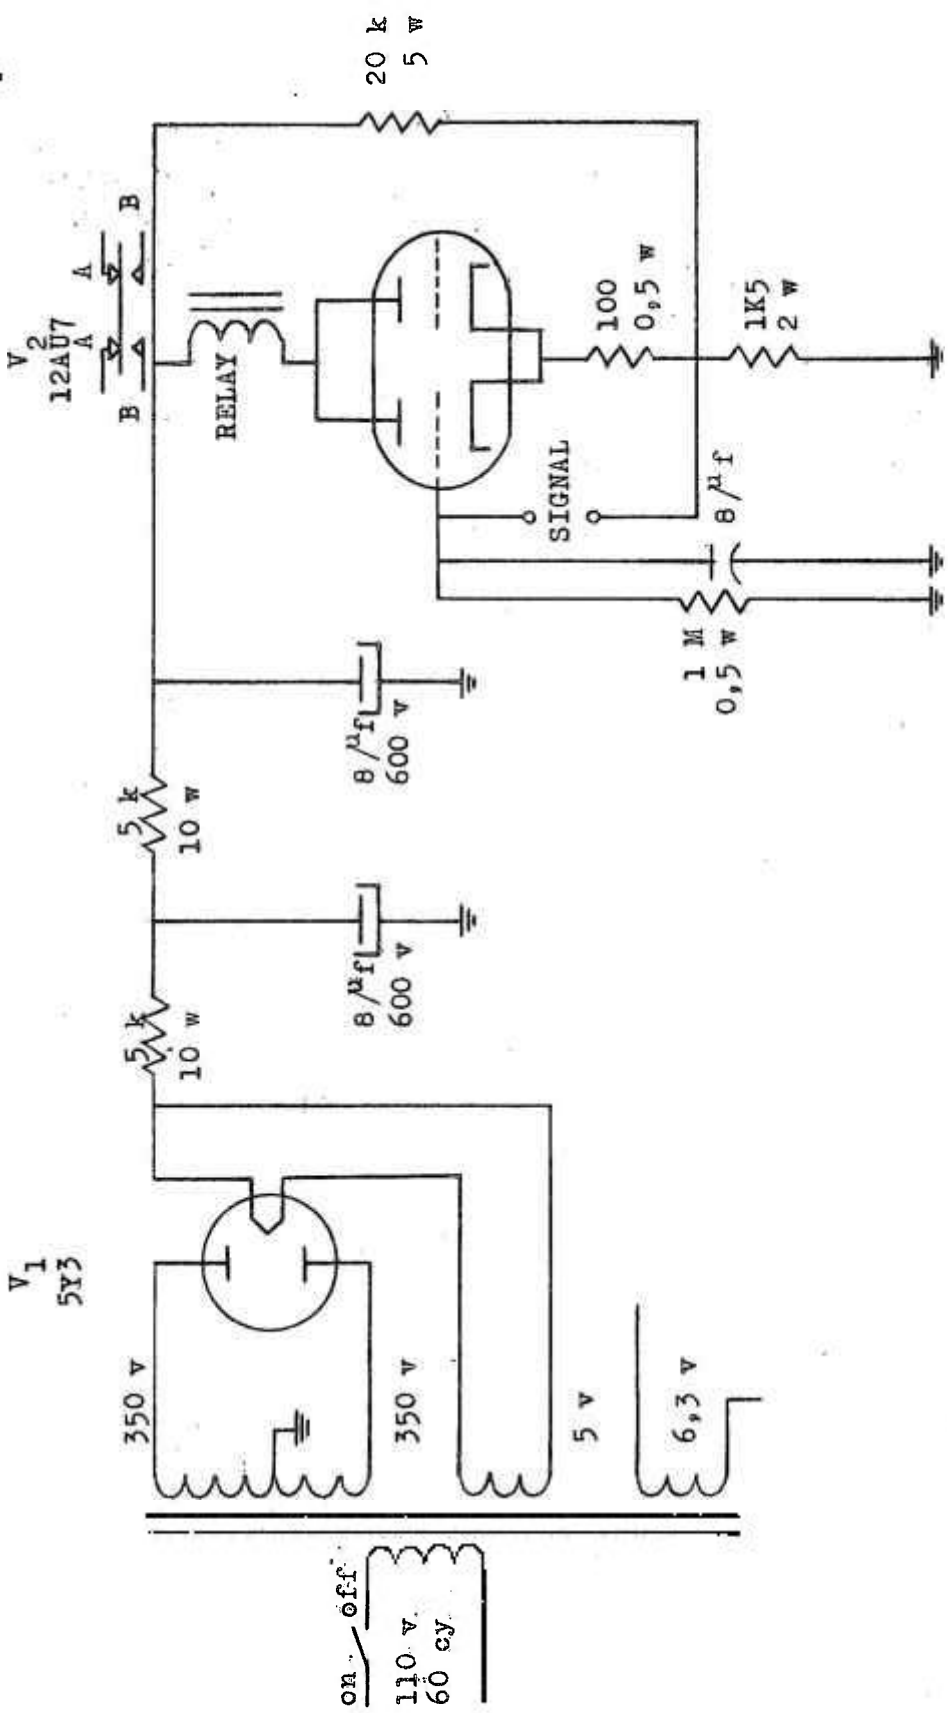 on
off
110 v.
60 cy
350 v
350 v
5 v
6,3 v
V1
5Y3
5 k
10 w
8/μf
600 v
5 k
10 w
8/μf
600 v
V2
12AU7
A
A
B
B
RELAY
SIGNAL
1 M
0,5 w
8/μf
100
0,5 w
1K5
2 w
20 k
5 w